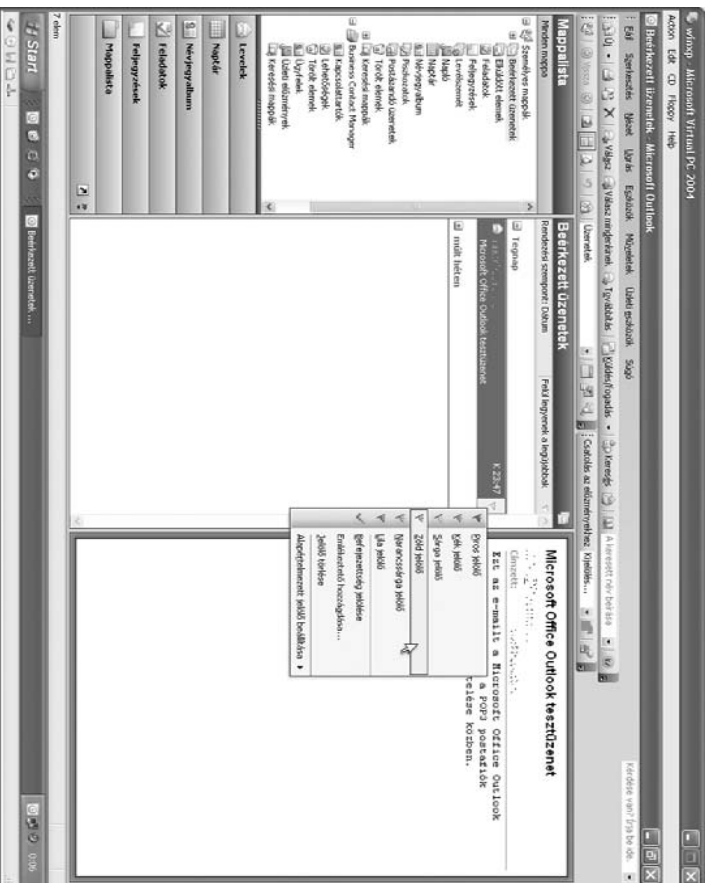 winxp - Microsoft Virtual PC 2004
Action Edit CD Floppy Help
Beérkezett üzenetek - Microsoft Outlook
Fájl Szerkesztés Nézet Ugrás Eszközök Műveletek Üzleti eszközök Súgó
Kérdése van? Írja be ide.
Új Válasz Válasz mindenkinek Továbbítás Küldés/fogadás Keresés A keresett név beírása
Vissza Üzenetek Csatolás az előzményekhez Kijelölés...
Mappalista
Minden mappa
Személyes mappák
Beérkezett üzenetek
Elküldött elemek
Feladatok
Feljegyzések
Levélszemét
Napló
Naptár
Névjegyalbum
Piszkozatok
Postázandó üzenetek
Törölt elemek
Keresési mappák
Business Contact Manager
Kapcsolattartók
Lehetőségek
Törölt elemek
Ügyfelek
Üzleti előzmények
Keresési mappák
Levelek
Naptár
Névjegyalbum
Feladatok
Feljegyzések
Mappalista
Beérkezett üzenetek
Rendezési szempont: Dátum Felül legyenek a legújabbak
Tegnap
K 23:47
Microsoft Office Outlook tesztüzenet
múlt héten
Microsoft Office Outlook tesztüzenet
Címzett:
Ezt az e-mailt a Microsoft Office Outlook
a POP3 postafiók
telése közben.
Piros jelölő
Kék jelölő
Sárga jelölő
Zöld jelölő
Narancssárga jelölő
Lila jelölő
Befejezettség jelölése
Emlékeztető hozzáadása...
Jelölő törlése
Alapértelmezett jelölő beállítása
7 elem
Start
Beérkezett üzenetek ...
0:06